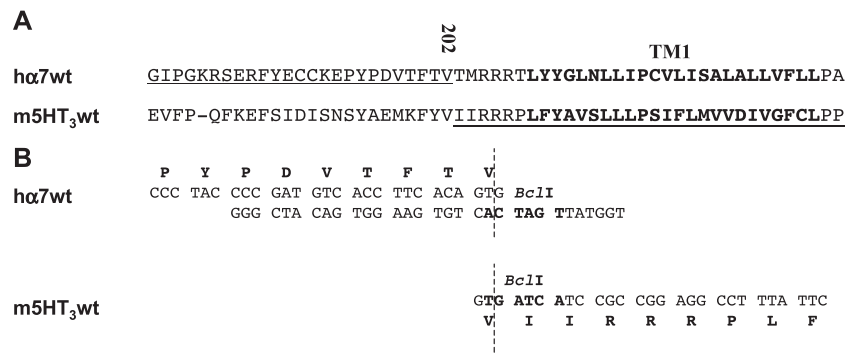 A
202
TM1
hα7wt GIPGKRSERFYECCKEPYPDVTFTVTMRRRTLYYGLNLLIPCVLISALALLVFLLPA
m5HT3wt EVFP-QFKEFSIDISNSYAEMKFYVIIRRRPLFYAVSLLLPSIFLMVVDIVGFCLPP
B
P Y P D V T F T V
hα7wt CCC TAC CCC GAT GTC ACC TTC ACA GTG BclI
GGG CTA CAG TGG AAG TGT CAC TAG TTATGGT
BclI
m5HT3wt GTG ATC ATC CGC CGG AGG CCT TTA TTC
V I I R R R P L F